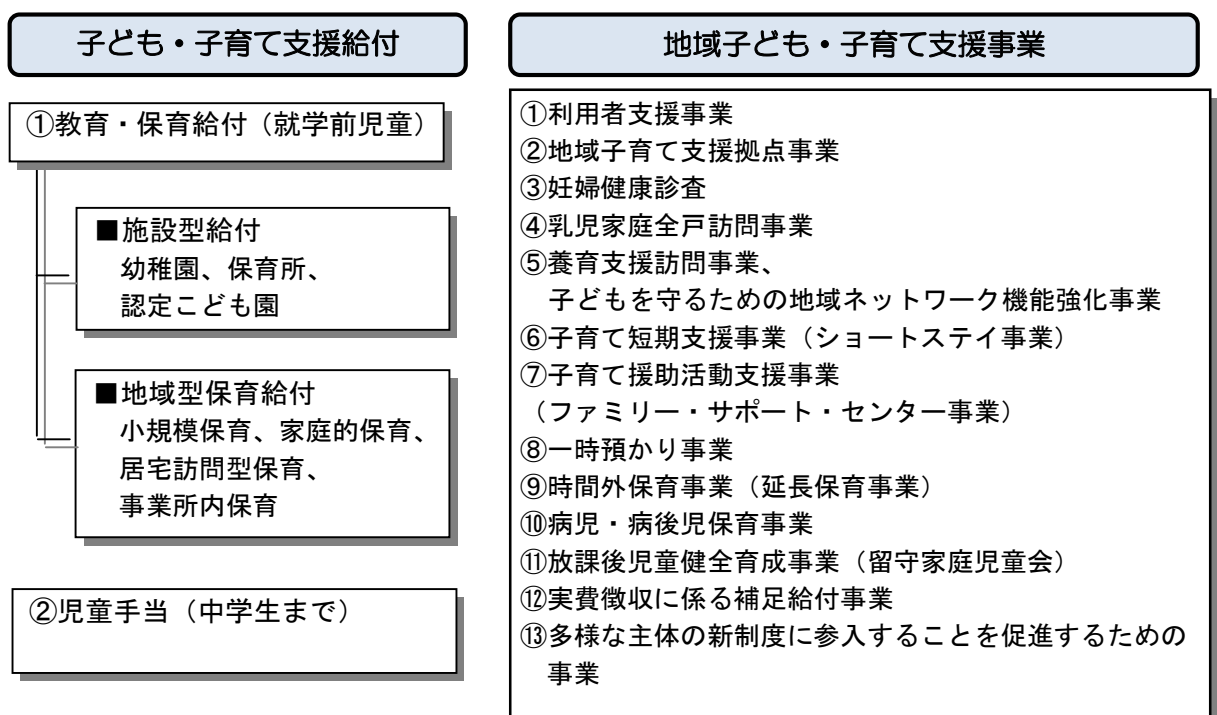 子ども・子育て支援給付
①教育・保育給付（就学前児童）
■施設型給付
幼稚園、保育所、
認定こども園
■地域型保育給付
小規模保育、家庭的保育、
居宅訪問型保育、
事業所内保育
②児童手当（中学生まで）
地域子ども・子育て支援事業
①利用者支援事業
②地域子育て支援拠点事業
③妊婦健康診査
④乳児家庭全戸訪問事業
⑤養育支援訪問事業、
子どもを守るための地域ネットワーク機能強化事業
⑥子育て短期支援事業（ショートステイ事業）
⑦子育て援助活動支援事業
（ファミリー・サポート・センター事業）
⑧一時預かり事業
⑨時間外保育事業（延長保育事業）
⑩病児・病後児保育事業
⑪放課後児童健全育成事業（留守家庭児童会）
⑫実費徴収に係る補足給付事業
⑬多様な主体の新制度に参入することを促進するための
事業